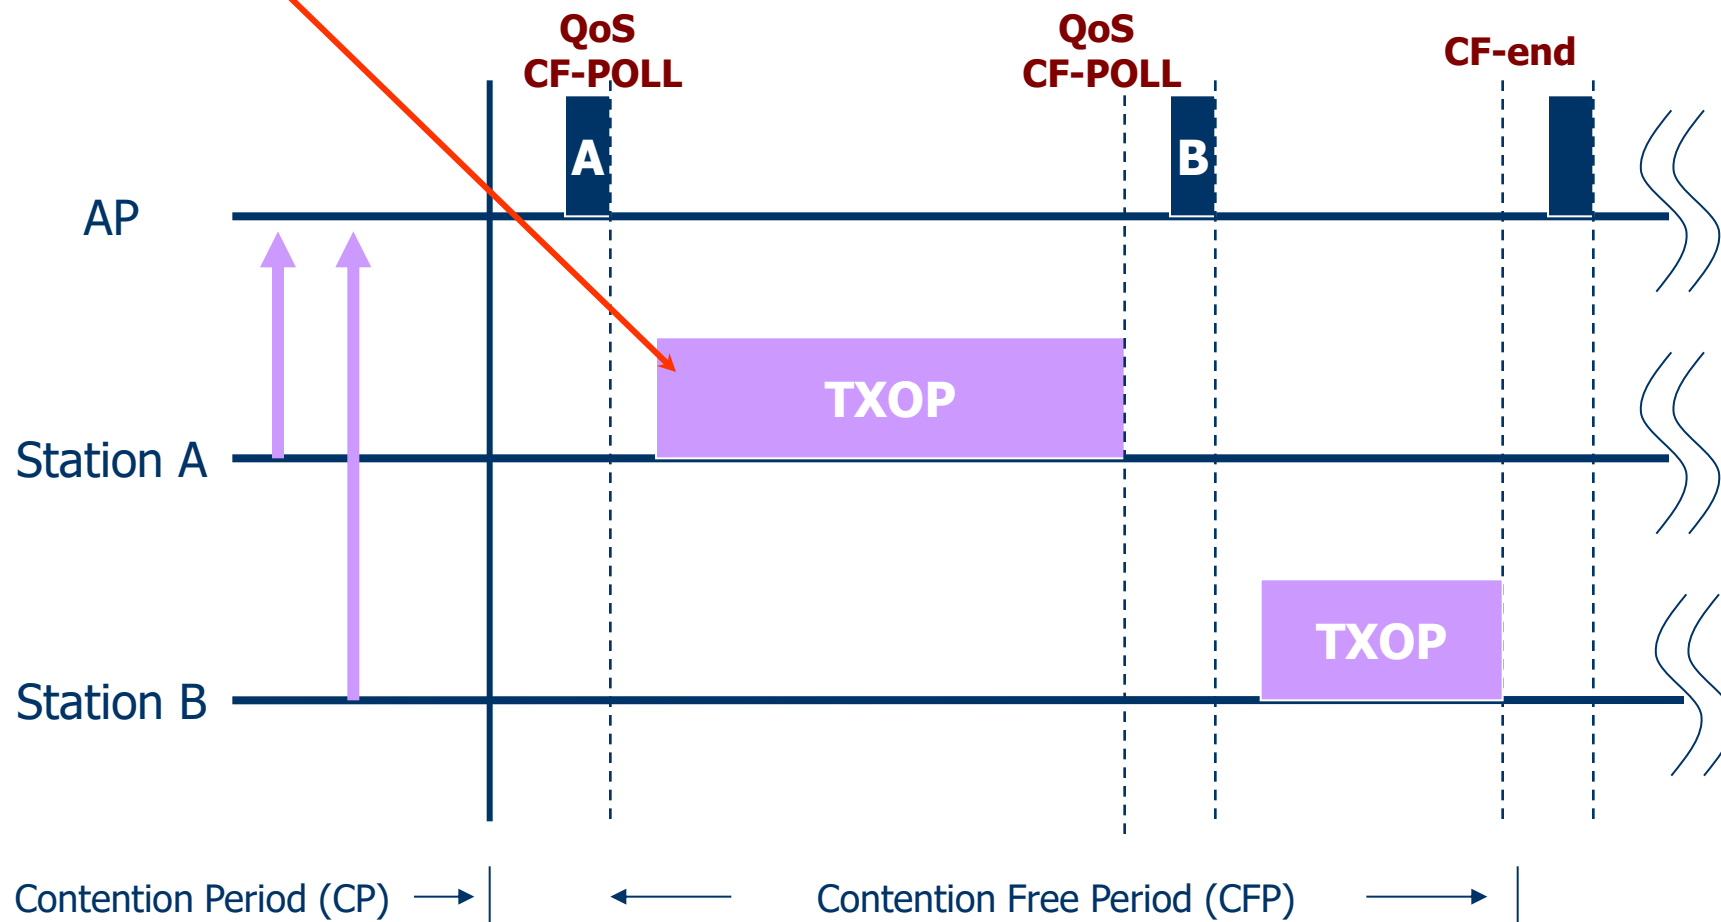 QoS
CF-POLL
QoS
CF-POLL
CF-end
A
B
AP
TXOP
Station A
TXOP
Station B
Contention Period (CP)
Contention Free Period (CFP)